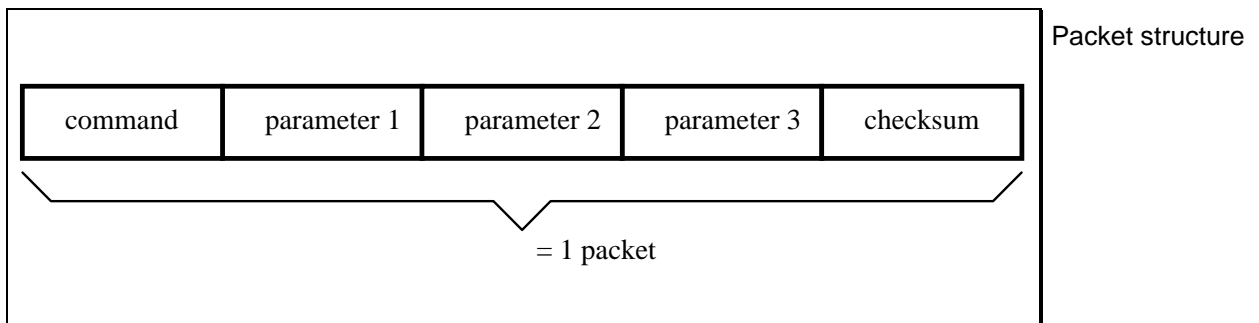 Packet structure
command parameter 1 parameter 2 parameter 3 checksum
= 1 packet